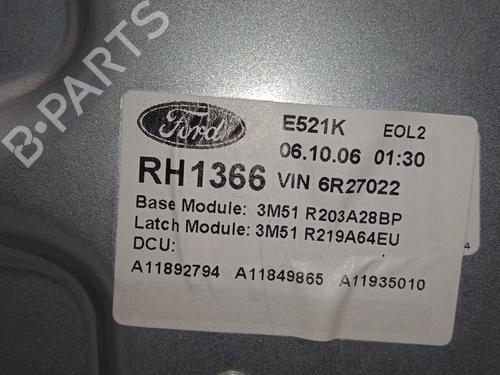 B-PARTS
Ford
E521K EOL2
06.10.06 01:30
RH1366 VIN 6R27022
Base Module: 3M51 R203A28BP
Latch Module: 3M51 R219A64EU
DCU:
A11892794 A11849865 A11935010
4